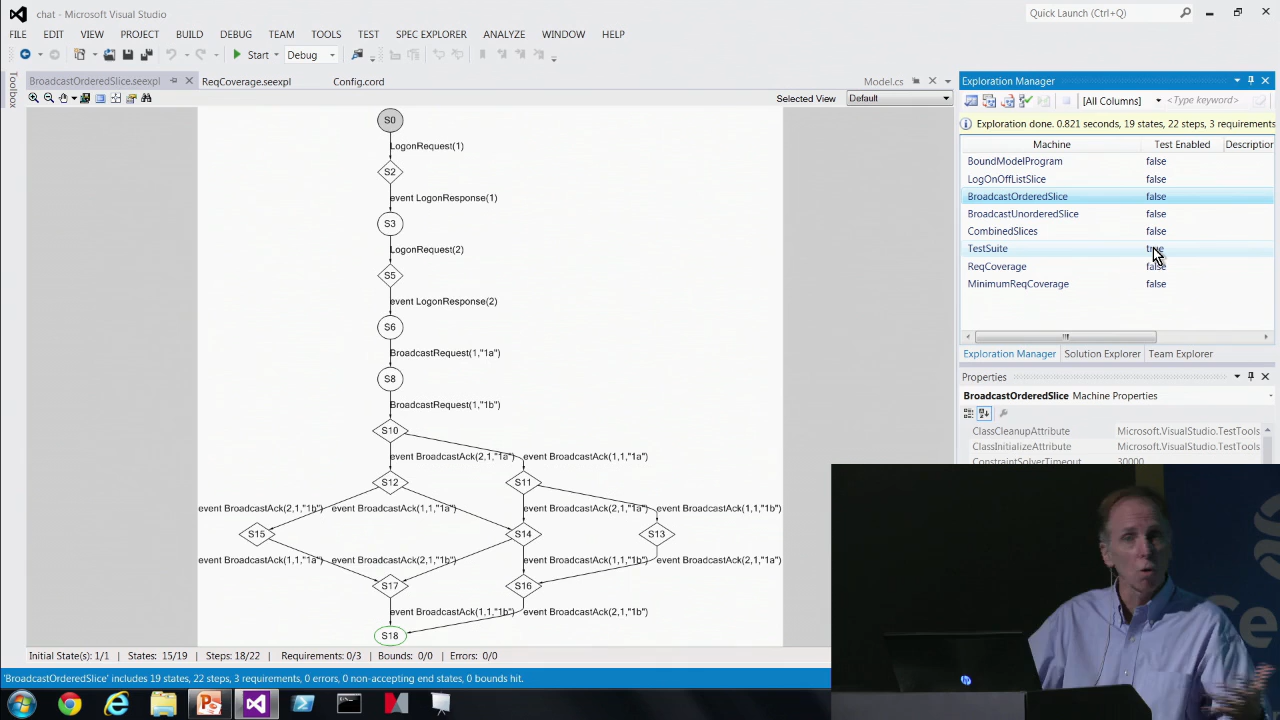 chat - Microsoft Visual Studio
Quick Launch (Ctrl+Q)
FILE EDIT VIEW PROJECT BUILD DEBUG TEAM TOOLS TEST SPEC EXPLORER ANALYZE WINDOW HELP
Start Debug
Toolbox
BroadcastOrderedSlice.seexpl ReqCoverage.seexpl Config.cord Model.cs
Selected View Default
S0
LogonRequest(1)
S2
event LogonResponse(1)
S3
LogonRequest(2)
S5
event LogonResponse(2)
S6
BroadcastRequest(1,"1a")
S8
BroadcastRequest(1,"1b")
S10
event BroadcastAck(2,1,"1a") event BroadcastAck(1,1,"1a")
S12 S11
event BroadcastAck(2,1,"1b") event BroadcastAck(1,1,"1a") event BroadcastAck(2,1,"1a") event BroadcastAck(1,1,"1b")
S15 S14 S13
event BroadcastAck(1,1,"1a") event BroadcastAck(2,1,"1b") event BroadcastAck(1,1,"1b") event BroadcastAck(2,1,"1a")
S17 S16
event BroadcastAck(1,1,"1b") event BroadcastAck(2,1,"1b")
S18
Initial State(s): 1/1 States: 15/19 Steps: 18/22 Requirements: 0/3 Bounds: 0/0 Errors: 0/0
'BroadcastOrderedSlice' includes 19 states, 22 steps, 3 requirements, 0 errors, 0 non-accepting end states, 0 bounds hit.
Exploration Manager
[All Columns] <Type keyword>
Exploration done. 0.821 seconds, 19 states, 22 steps, 3 requirements
Machine Test Enabled Description
BoundModelProgram false
LogOnOffListSlice false
BroadcastOrderedSlice false
BroadcastUnorderedSlice false
CombinedSlices false
TestSuite true
ReqCoverage false
MinimumReqCoverage false
Exploration Manager Solution Explorer Team Explorer
Properties
BroadcastOrderedSlice Machine Properties
ClassCleanupAttribute Microsoft.VisualStudio.TestTools
ClassInitializeAttribute Microsoft.VisualStudio.TestTools
ConstraintSolverTimeout 30000